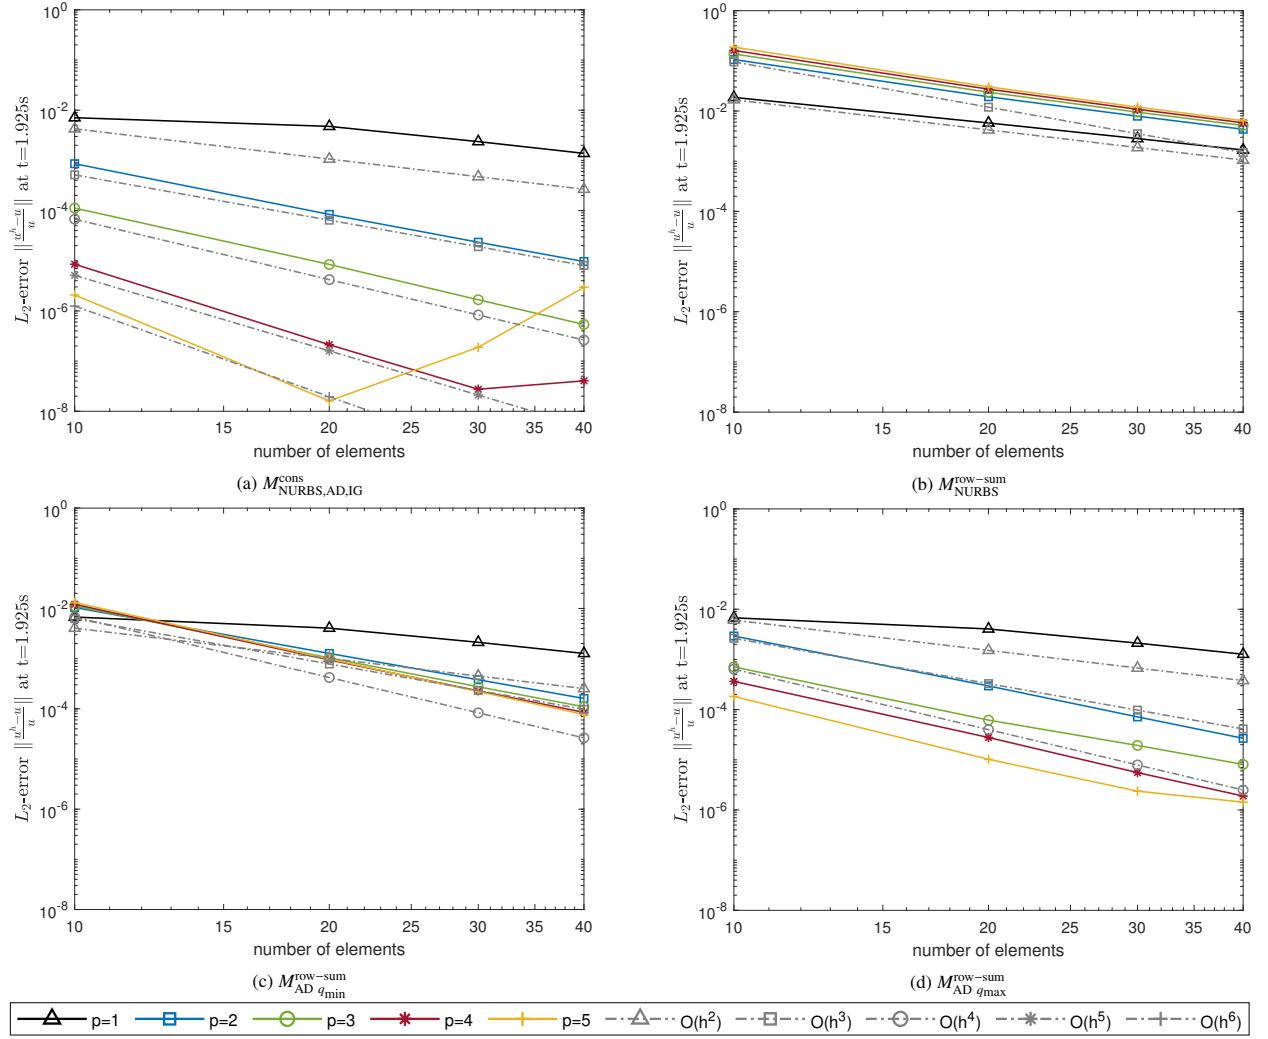 10^0
10^-2
10^-4
10^-6
10^-8
L_2-error || (u^h−u)/u || at t=1.925s
10 15 20 25 30 35 40
number of elements
(a) M^cons_NURBS,AD,IG
10^0
10^-2
10^-4
10^-6
10^-8
L_2-error || (u^h−u)/u || at t=1.925s
10 15 20 25 30 35 40
number of elements
(b) M^row−sum_NURBS
10^0
10^-2
10^-4
10^-6
10^-8
L_2-error || (u^h−u)/u || at t=1.925s
10 15 20 25 30 35 40
number of elements
(c) M^row−sum_AD q_min
10^0
10^-2
10^-4
10^-6
10^-8
L_2-error || (u^h−u)/u || at t=1.925s
10 15 20 25 30 35 40
number of elements
(d) M^row−sum_AD q_max
p=1 p=2 p=3 p=4 p=5 O(h^2) O(h^3) O(h^4) O(h^5) O(h^6)